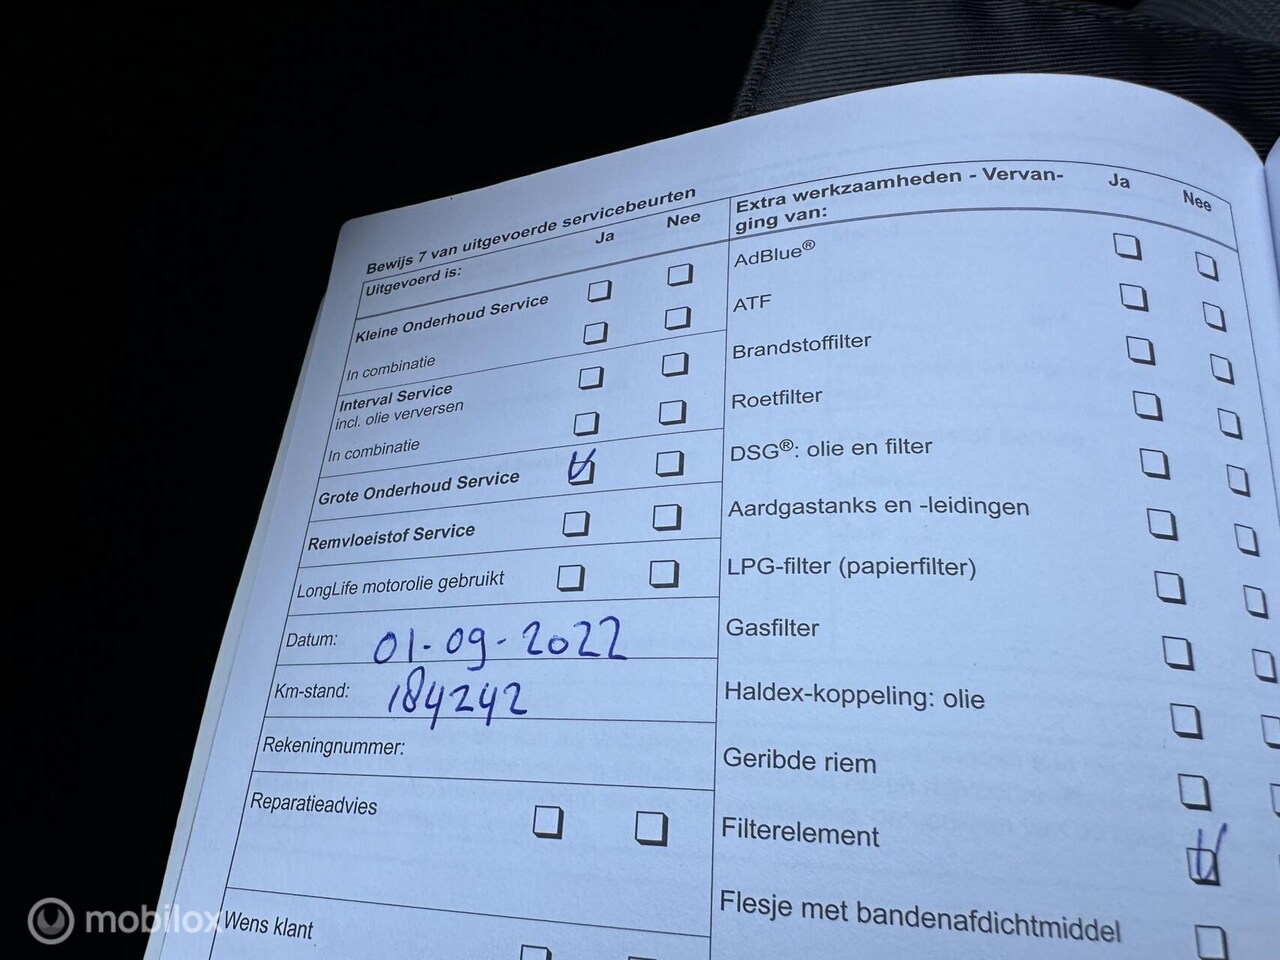 Bewijs 7 van uitgevoerde servicebeurten
Uitgevoerd is:
Ja
Nee
Kleine Onderhoud Service
In combinatie
Interval Service
incl. olie verversen
In combinatie
Grote Onderhoud Service
Remvloeistof Service
LongLife motorolie gebruikt
Datum: 01-09-2022
Km-stand: 184242
Rekeningnummer:
Reparatieadvies
Wens klant
Extra werkzaamheden - Vervan-
ging van:
Ja
Nee
AdBlue®
ATF
Brandstoffilter
Roetfilter
DSG®: olie en filter
Aardgastanks en -leidingen
LPG-filter (papierfilter)
Gasfilter
Haldex-koppeling: olie
Geribde riem
Filterelement
Flesje met bandenafdichtmiddel
mobilox